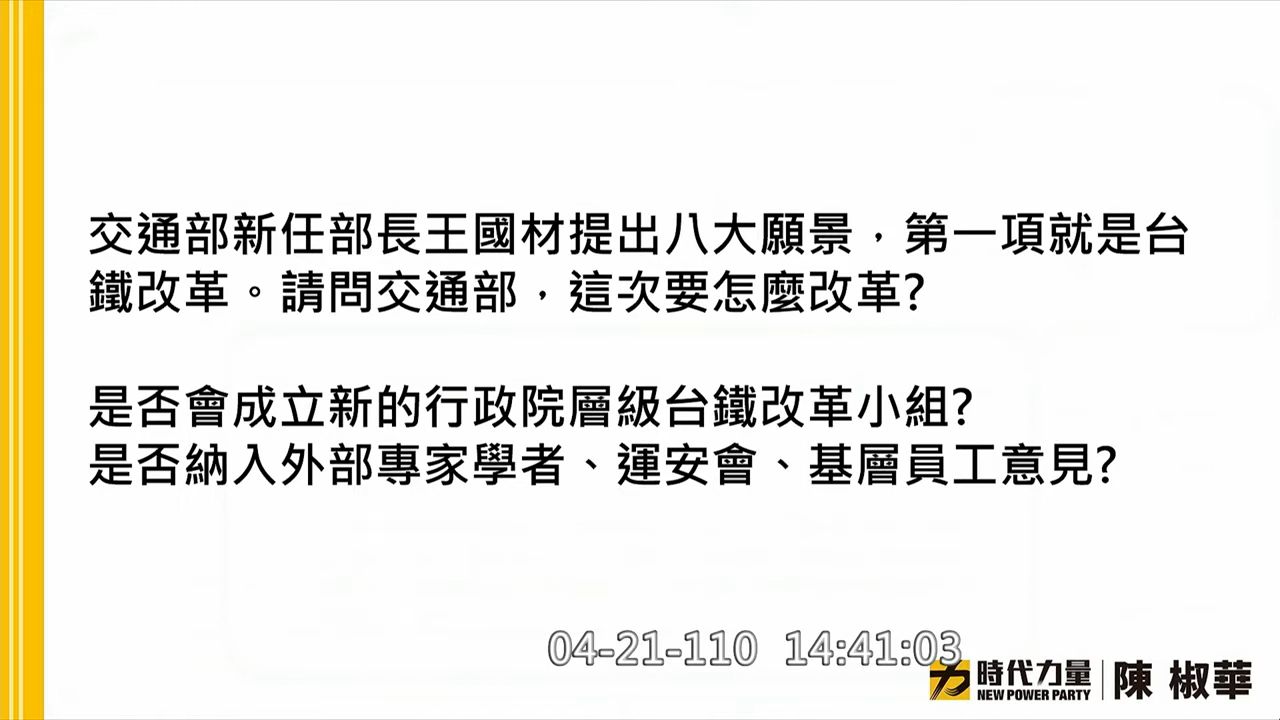 交通部新任部長王國材提出八大願景，第一項就是台
鐵改革。請問交通部，這次要怎麼改革?
是否會成立新的行政院層級台鐵改革小組?
是否納入外部專家學者、運安會、基層員工意見?
04-21-110 14:41:03
時代力量
NEW POWER PARTY
陳 椒華